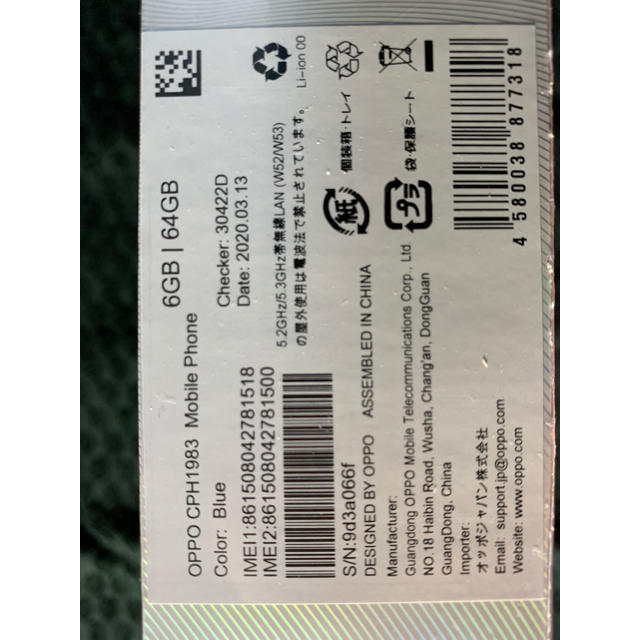 OPPO CPH1983 Mobile Phone 6GB | 64GB
Color: Blue
Checker: 30422D
Date: 2020.03.13
IMEI1:861508042781518
IMEI2:861508042781500
5.2GHz/5.3GHz帯無線LAN (W52/W53)
の屋外使用は電波法で禁止されています。
Li-ion 00
S/N:9d3a066f
DESIGNED BY OPPO ASSEMBLED IN CHINA
Manufacturer:
Guangdong OPPO Mobile Telecommunications Corp., Ltd.
NO.18 Haibin Road, Wusha, Chang'an, DongGuan
GuangDong, China
Importer:
オッポジャパン株式会社
Email: support.jp@oppo.com
Website: www.oppo.com
紙
個装箱・トレイ
プラ
袋・保護シート
4 580038 877318